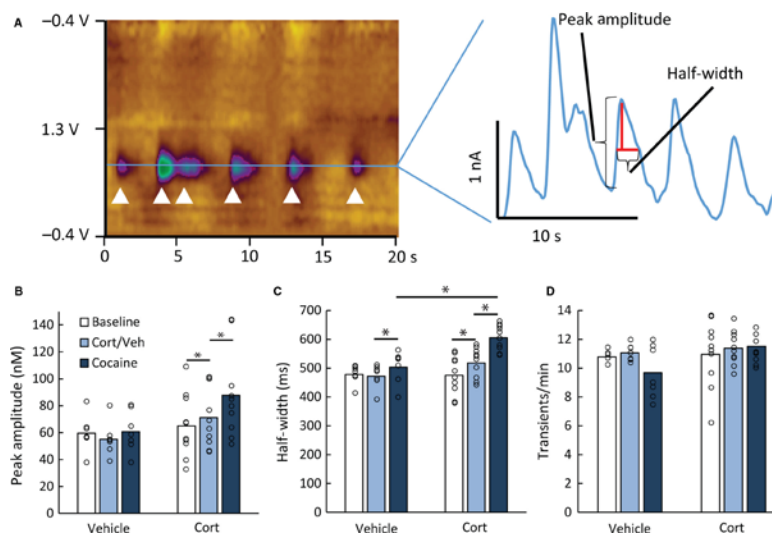 A
−0.4 V
1.3 V
−0.4 V
0
5
10
15
20 s
Peak amplitude
Half-width
1 nA
10 s
B
Peak amplitude (nM)
140
120
100
80
60
40
20
0
Baseline
Cort/Veh
Cocaine
*
*
Vehicle
Cort
C
Half-width (ms)
700
600
500
400
300
200
100
0
*
*
*
*
Vehicle
Cort
D
Transients/min
14
12
10
8
6
4
2
0
Vehicle
Cort